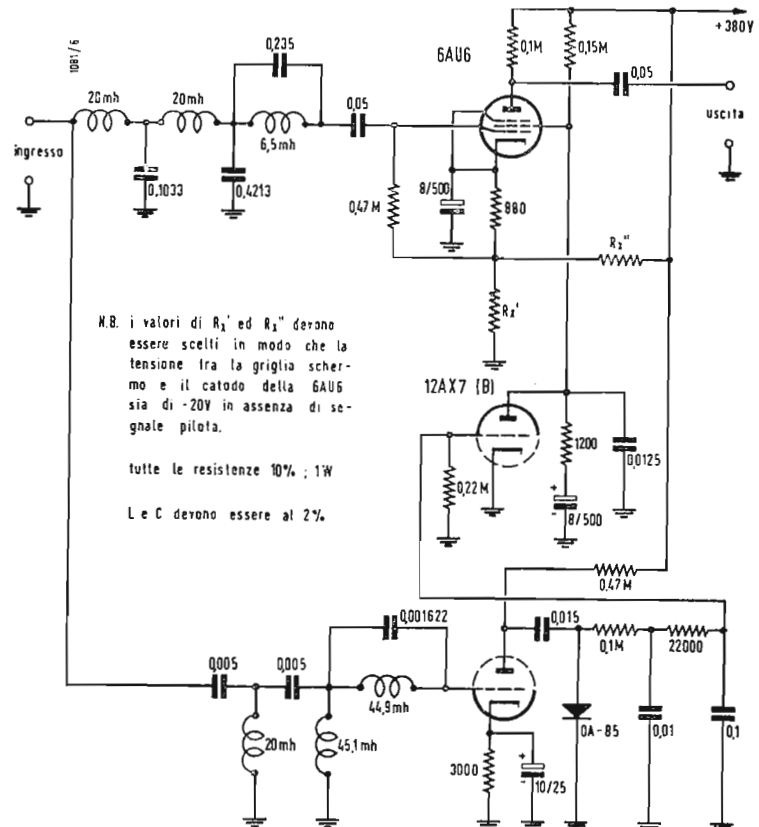 1081/6
0,235
6AU6
0,1M
0,15M
+380V
0,05
20mh
20mh
6,5mh
0,05
ingresso
uscita
0,1033
0,4213
0,47M
8/500
880
Rx"
Rx'
N.B. i valori di Rx' ed Rx" devono
essere scelti in modo che la
tensione fra la griglia scher-
mo e il catodo della 6AU6
sia di -20V in assenza di se-
gnale pilota.
tutte le resistenze 10% ; 1W
L e C devono essere al 2%
12AX7 (B)
0,22M
1200
0,0125
+
-
8/500
0,47M
0,001622
0,005
0,005
44,9mh
0,015
0,1M
22000
20mh
45,1mh
3000
+
-
10/25
OA-85
0,01
0,1